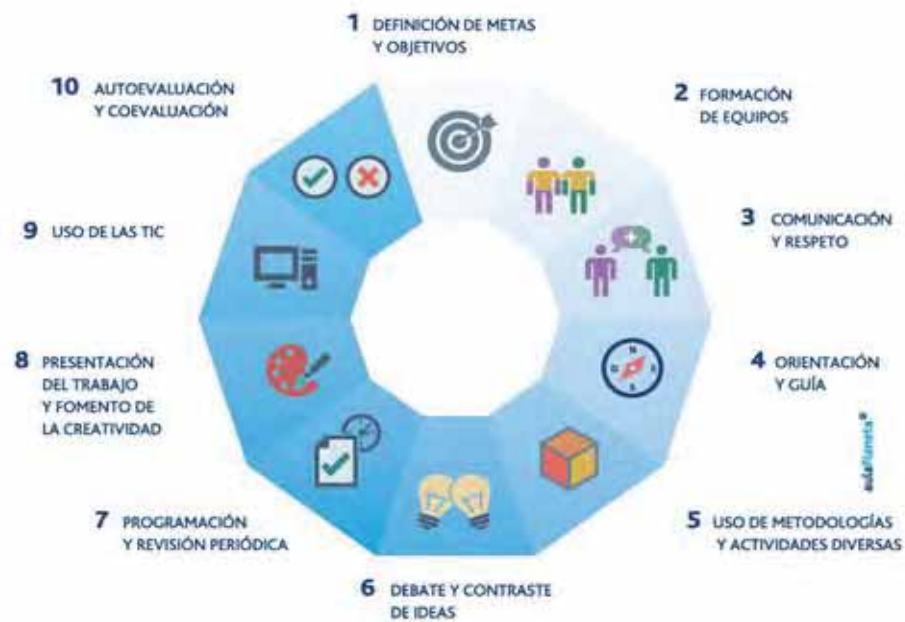 1 DEFINICIÓN DE METAS
Y OBJETIVOS
2 FORMACIÓN
DE EQUIPOS
3 COMUNICACIÓN
Y RESPETO
4 ORIENTACIÓN
Y GUÍA
5 USO DE METODOLOGÍAS
Y ACTIVIDADES DIVERSAS
6 DEBATE Y CONTRASTE
DE IDEAS
7 PROGRAMACIÓN
Y REVISIÓN PERIÓDICA
8 PRESENTACIÓN
DEL TRABAJO
Y FOMENTO DE
LA CREATIVIDAD
9 USO DE LAS TIC
10 AUTOEVALUACIÓN
Y COEVALUACIÓN
N
O E
S
aulaPlaneta